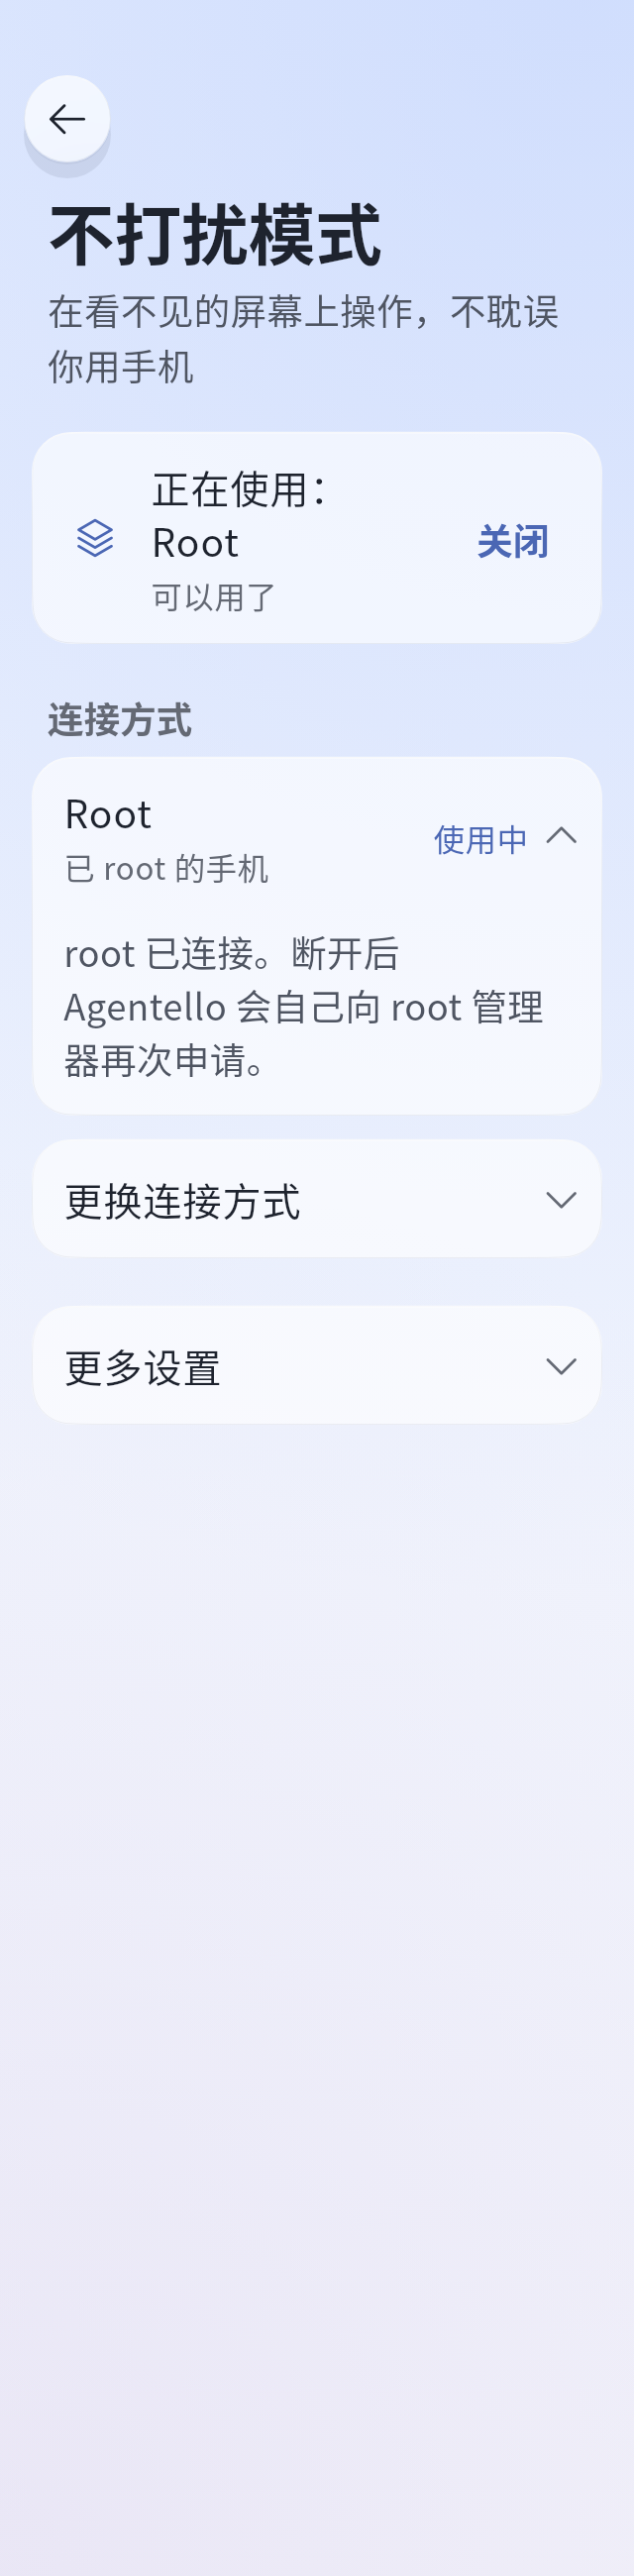 不打扰模式
在看不见的屏幕上操作，不耽误
你用手机
正在使用：
Root
可以用了
关闭
连接方式
Root
已 root 的手机
使用中
root 已连接。断开后
Agentello 会自己向 root 管理
器再次申请。
更换连接方式
更多设置